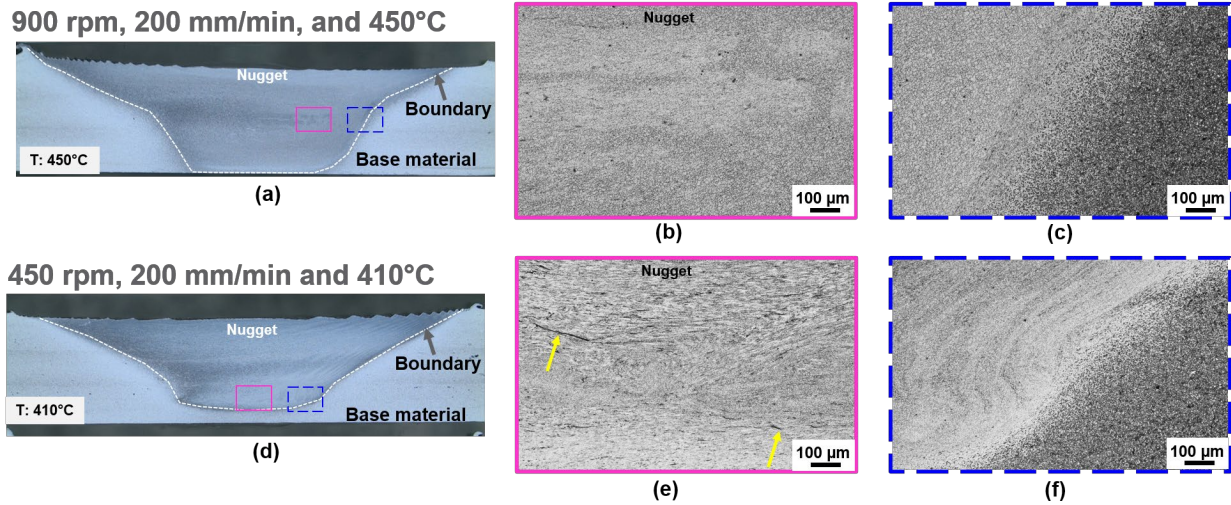 900 rpm, 200 mm/min, and 450°C
Nugget
Boundary
Base material
T: 450°C
(a)
Nugget
100 µm
(b)
100 µm
(c)
450 rpm, 200 mm/min and 410°C
Nugget
Boundary
Base material
T: 410°C
(d)
Nugget
100 µm
(e)
100 µm
(f)